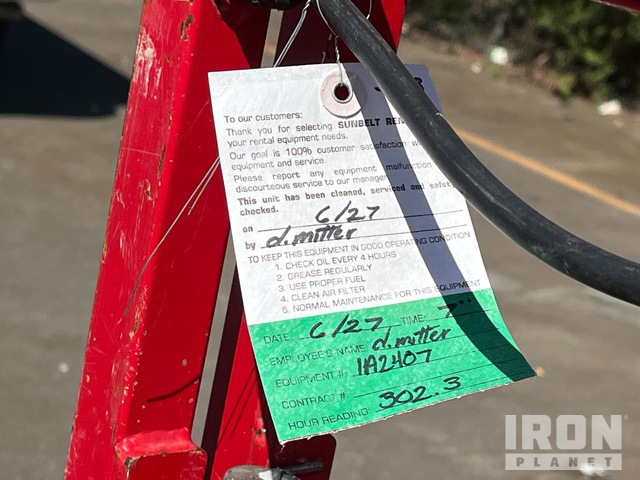 To our customers:
Thank you for selecting SUNBELT
your rental equipment needs.
Our goal is 100% customer satisfaction
equipment and service.
Please report any equipment malfunction
discourteous service to our manager
This unit has been cleaned, serviced and safety
checked.
on 6/27
by d.mitter
TO KEEP THIS EQUIPMENT IN GOOD OPERATING CONDITION
1. CHECK OIL EVERY 4 HOURS
2. GREASE REGULARLY
3. USE PROPER FUEL
4. CLEAN AIR FILTER
5. NORMAL MAINTENANCE FOR THIS EQUIPMENT
DATE: 6/27 TIME:
EMPLOYEE'S NAME d.mitter
EQUIPMENT #: 1A2407
CONTRACT #:
HOUR READING 302.3
IRON
PLANET